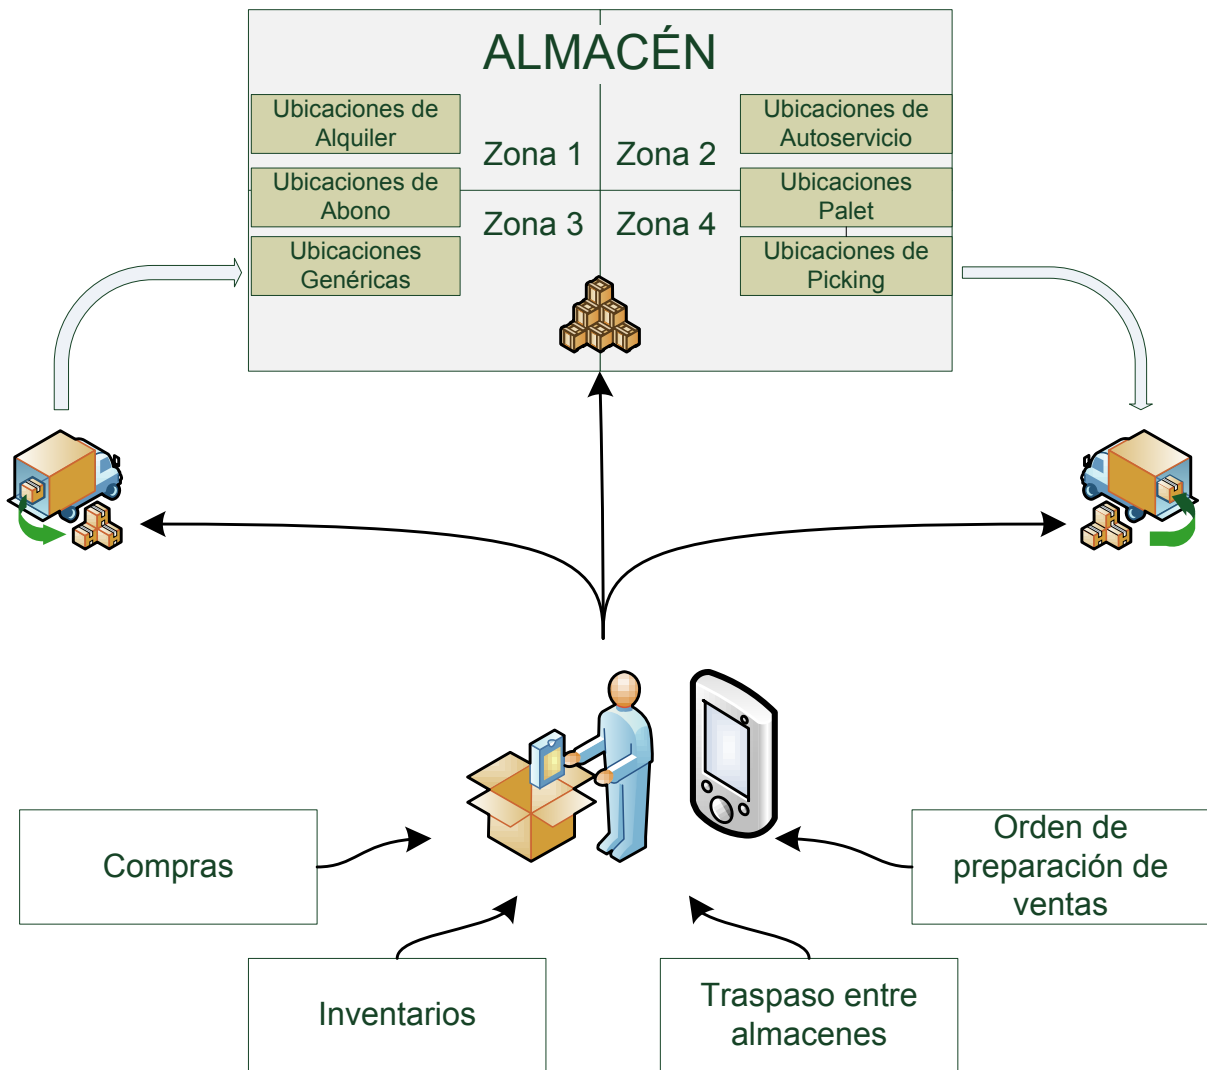 ALMACÉN
Ubicaciones de
Alquiler
Ubicaciones de
Autoservicio
Zona 1
Zona 2
Ubicaciones de
Abono
Ubicaciones
Palet
Zona 3
Zona 4
Ubicaciones
Genéricas
Ubicaciones de
Picking
Compras
Orden de
preparación de
ventas
Inventarios
Traspaso entre
almacenes